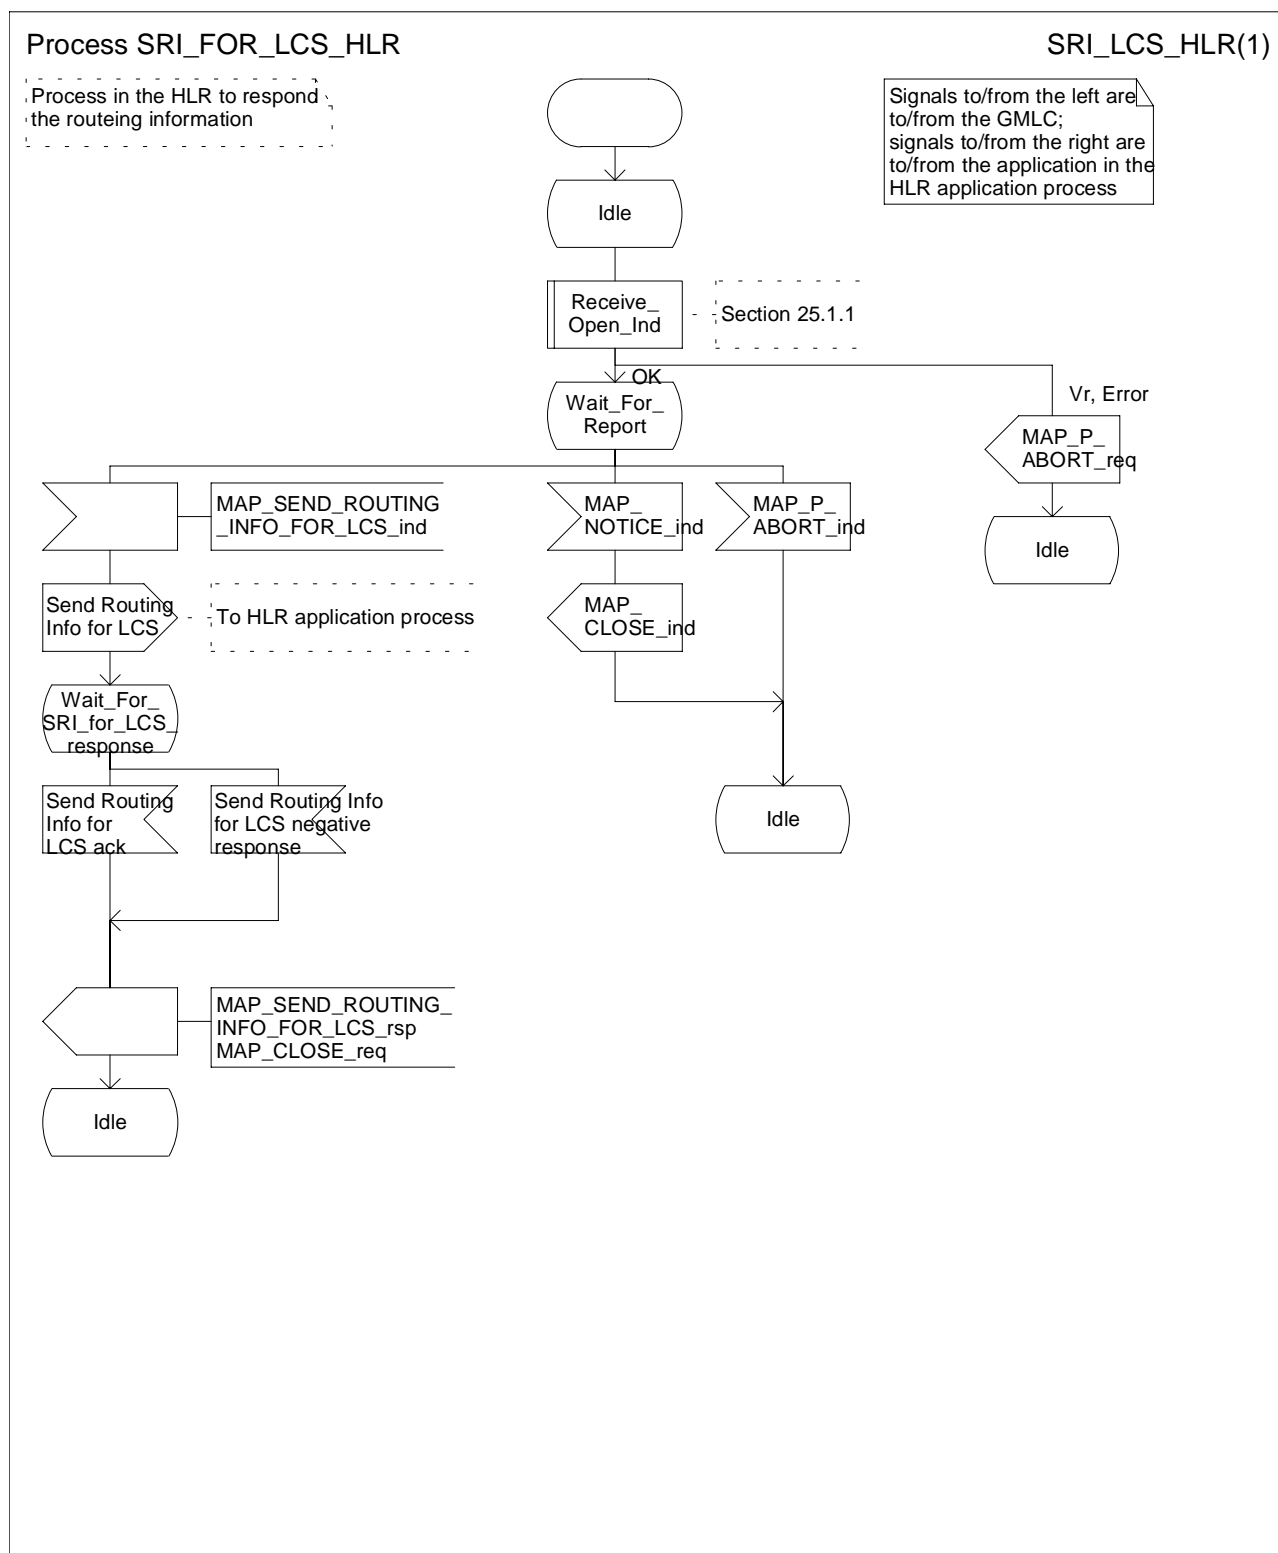 Process SRI_FOR_LCS_HLR
SRI_LCS_HLR(1)
Process in the HLR to respond
the routeing information
Signals to/from the left are
to/from the GMLC;
signals to/from the right are
to/from the application in the
HLR application process
Idle
Receive_
Open_Ind
Section 25.1.1
OK
Vr, Error
Wait_For_
Report
MAP_P_
ABORT_req
Idle
MAP_SEND_ROUTING
_INFO_FOR_LCS_ind
MAP_
NOTICE_ind
MAP_P_
ABORT_ind
Send Routing
Info for LCS
To HLR application process
MAP_
CLOSE_ind
Wait_For_
SRI_for_LCS_
response
Send Routing
Info for
LCS ack
Send Routing Info
for LCS negative
response
Idle
MAP_SEND_ROUTING_
INFO_FOR_LCS_rsp
MAP_CLOSE_req
Idle